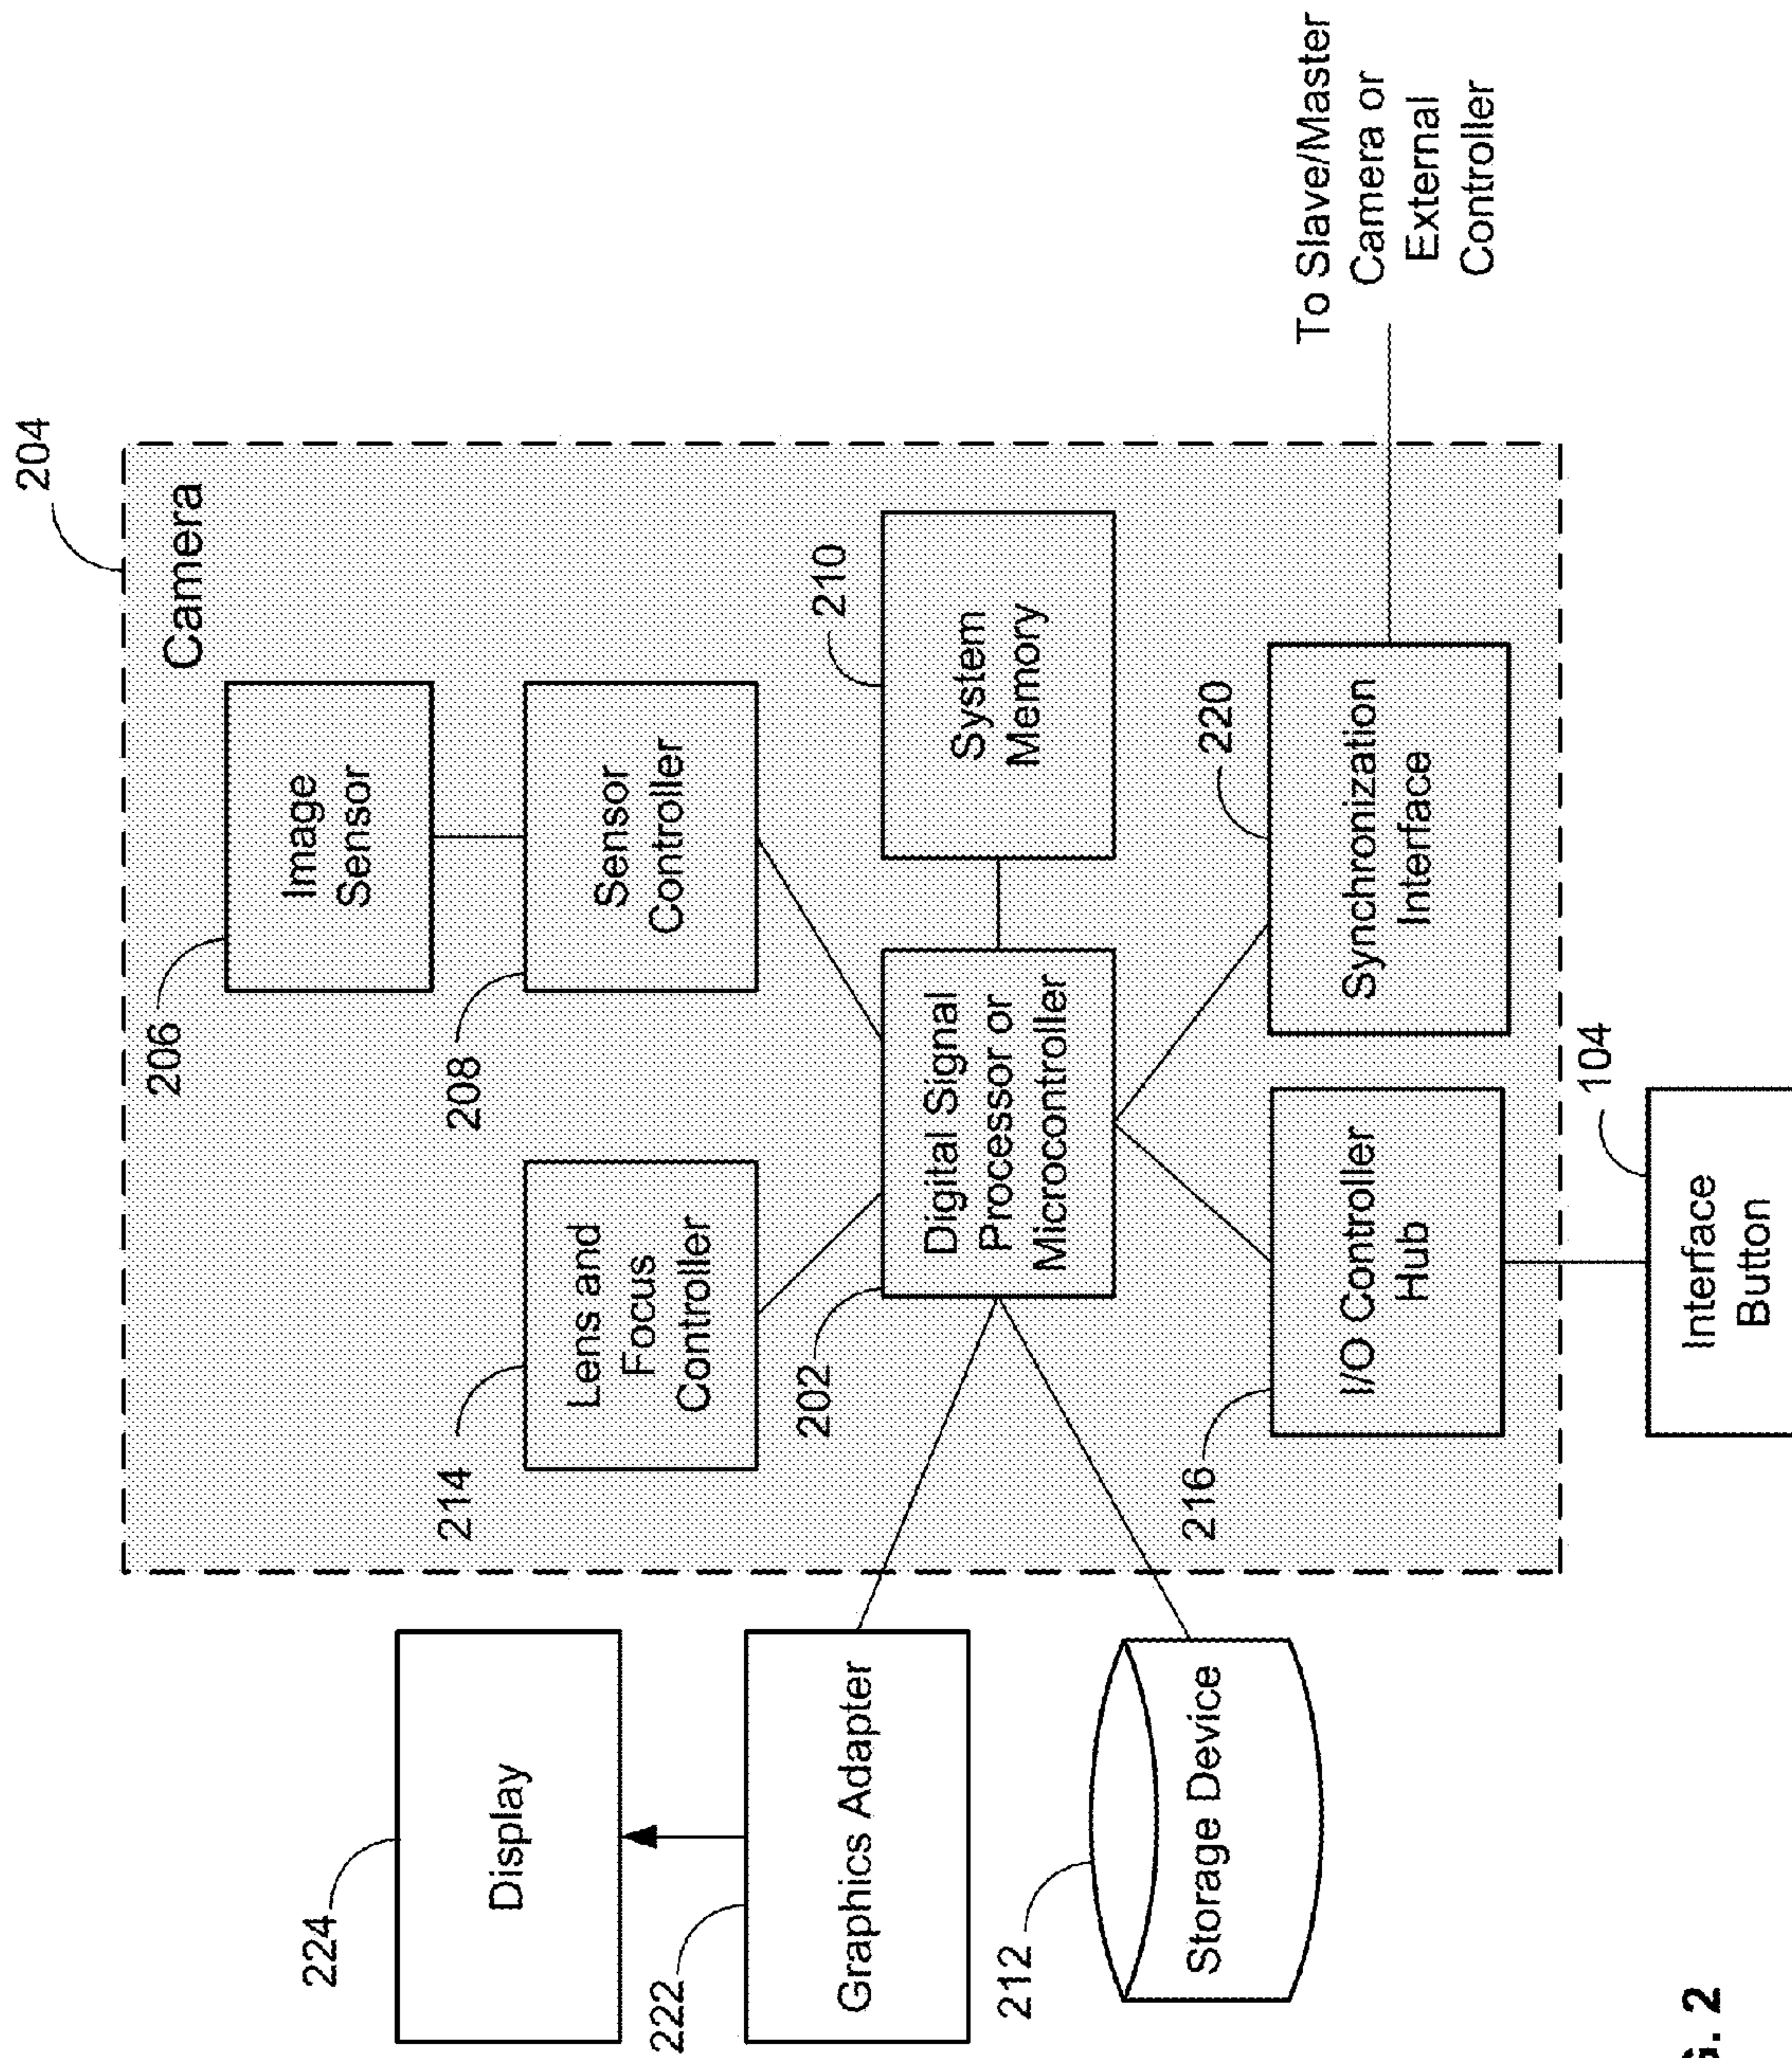 204
Camera
206
Image
Sensor
208
Sensor
Controller
214
Lens and
Focus
Controller
224
Display
222
Graphics Adapter
202
Digital Signal
Processor or
Microcontroller
210
System
Memory
212
Storage Device
216
I/O Controller
Hub
220
Synchronization
Interface
To Slave/Master
Camera or
External
Controller
104
Interface
Button
G. 2